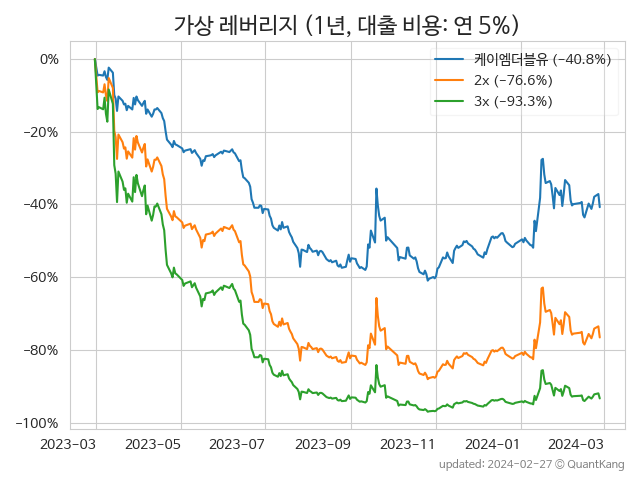 가상 레버리지 (1년, 대출 비용: 연 5%)
케이엠더블유 (−40.8%)
2x (−76.6%)
3x (−93.3%)
0%
−20%
−40%
−60%
−80%
−100%
2023-03
2023-05
2023-07
2023-09
2023-11
2024-01
2024-03
updated: 2024-02-27 © QuantKang